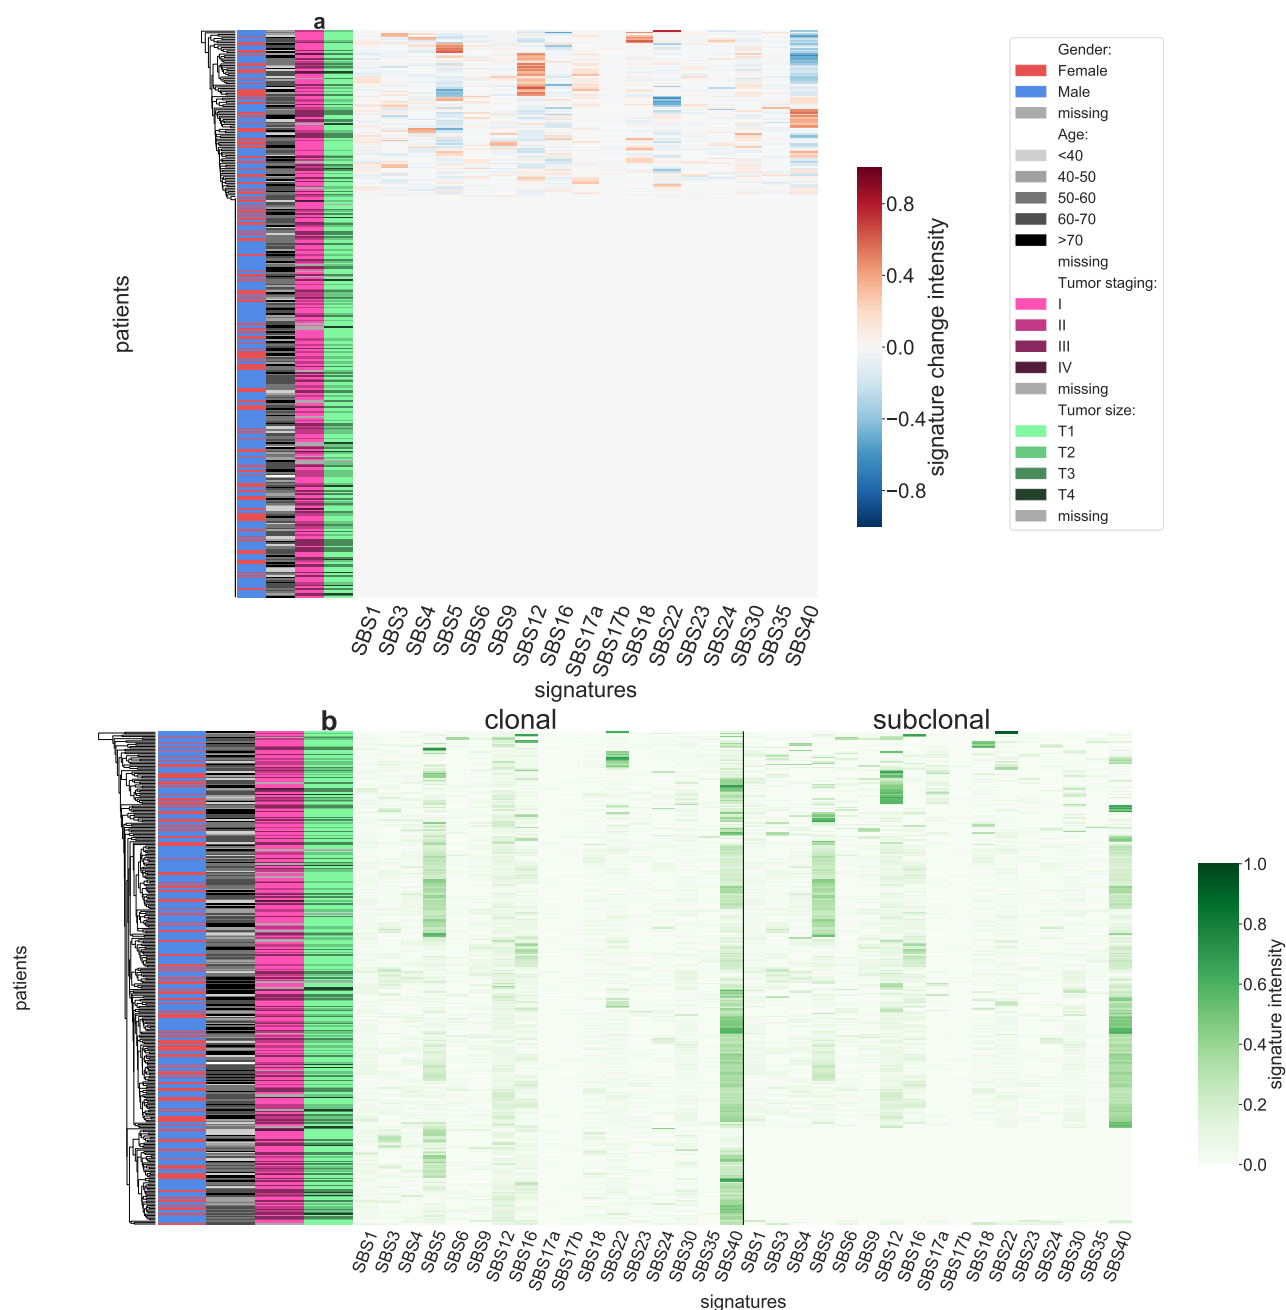 a
patients
SBS1
SBS3
SBS4
SBS5
SBS6
SBS9
SBS12
SBS16
SBS17a
SBS17b
SBS18
SBS22
SBS23
SBS24
SBS30
SBS35
SBS40
signatures
0.8
0.4
0.0
−0.4
−0.8
signature change intensity
Gender:
Female
Male
missing
Age:
<40
40-50
50-60
60-70
>70
missing
Tumor staging:
I
II
III
IV
missing
Tumor size:
T1
T2
T3
T4
missing
b
clonal
subclonal
patients
SBS1
SBS3
SBS4
SBS5
SBS6
SBS9
SBS12
SBS16
SBS17a
SBS17b
SBS18
SBS22
SBS23
SBS24
SBS30
SBS35
SBS40
SBS1
SBS3
SBS4
SBS5
SBS6
SBS9
SBS12
SBS16
SBS17a
SBS17b
SBS18
SBS22
SBS23
SBS24
SBS30
SBS35
SBS40
signatures
1.0
0.8
0.6
0.4
0.2
0.0
signature intensity